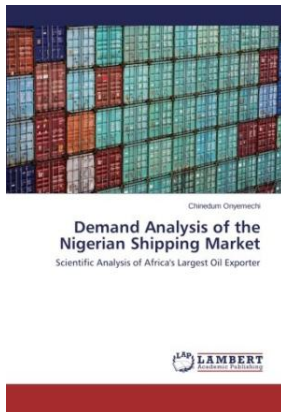 Chinedum Onyemechi
Demand Analysis of the
Nigerian Shipping Market
Scientific Analysis of Africa's Largest Oil Exporter
LAP LAMBERT
Academic Publishing